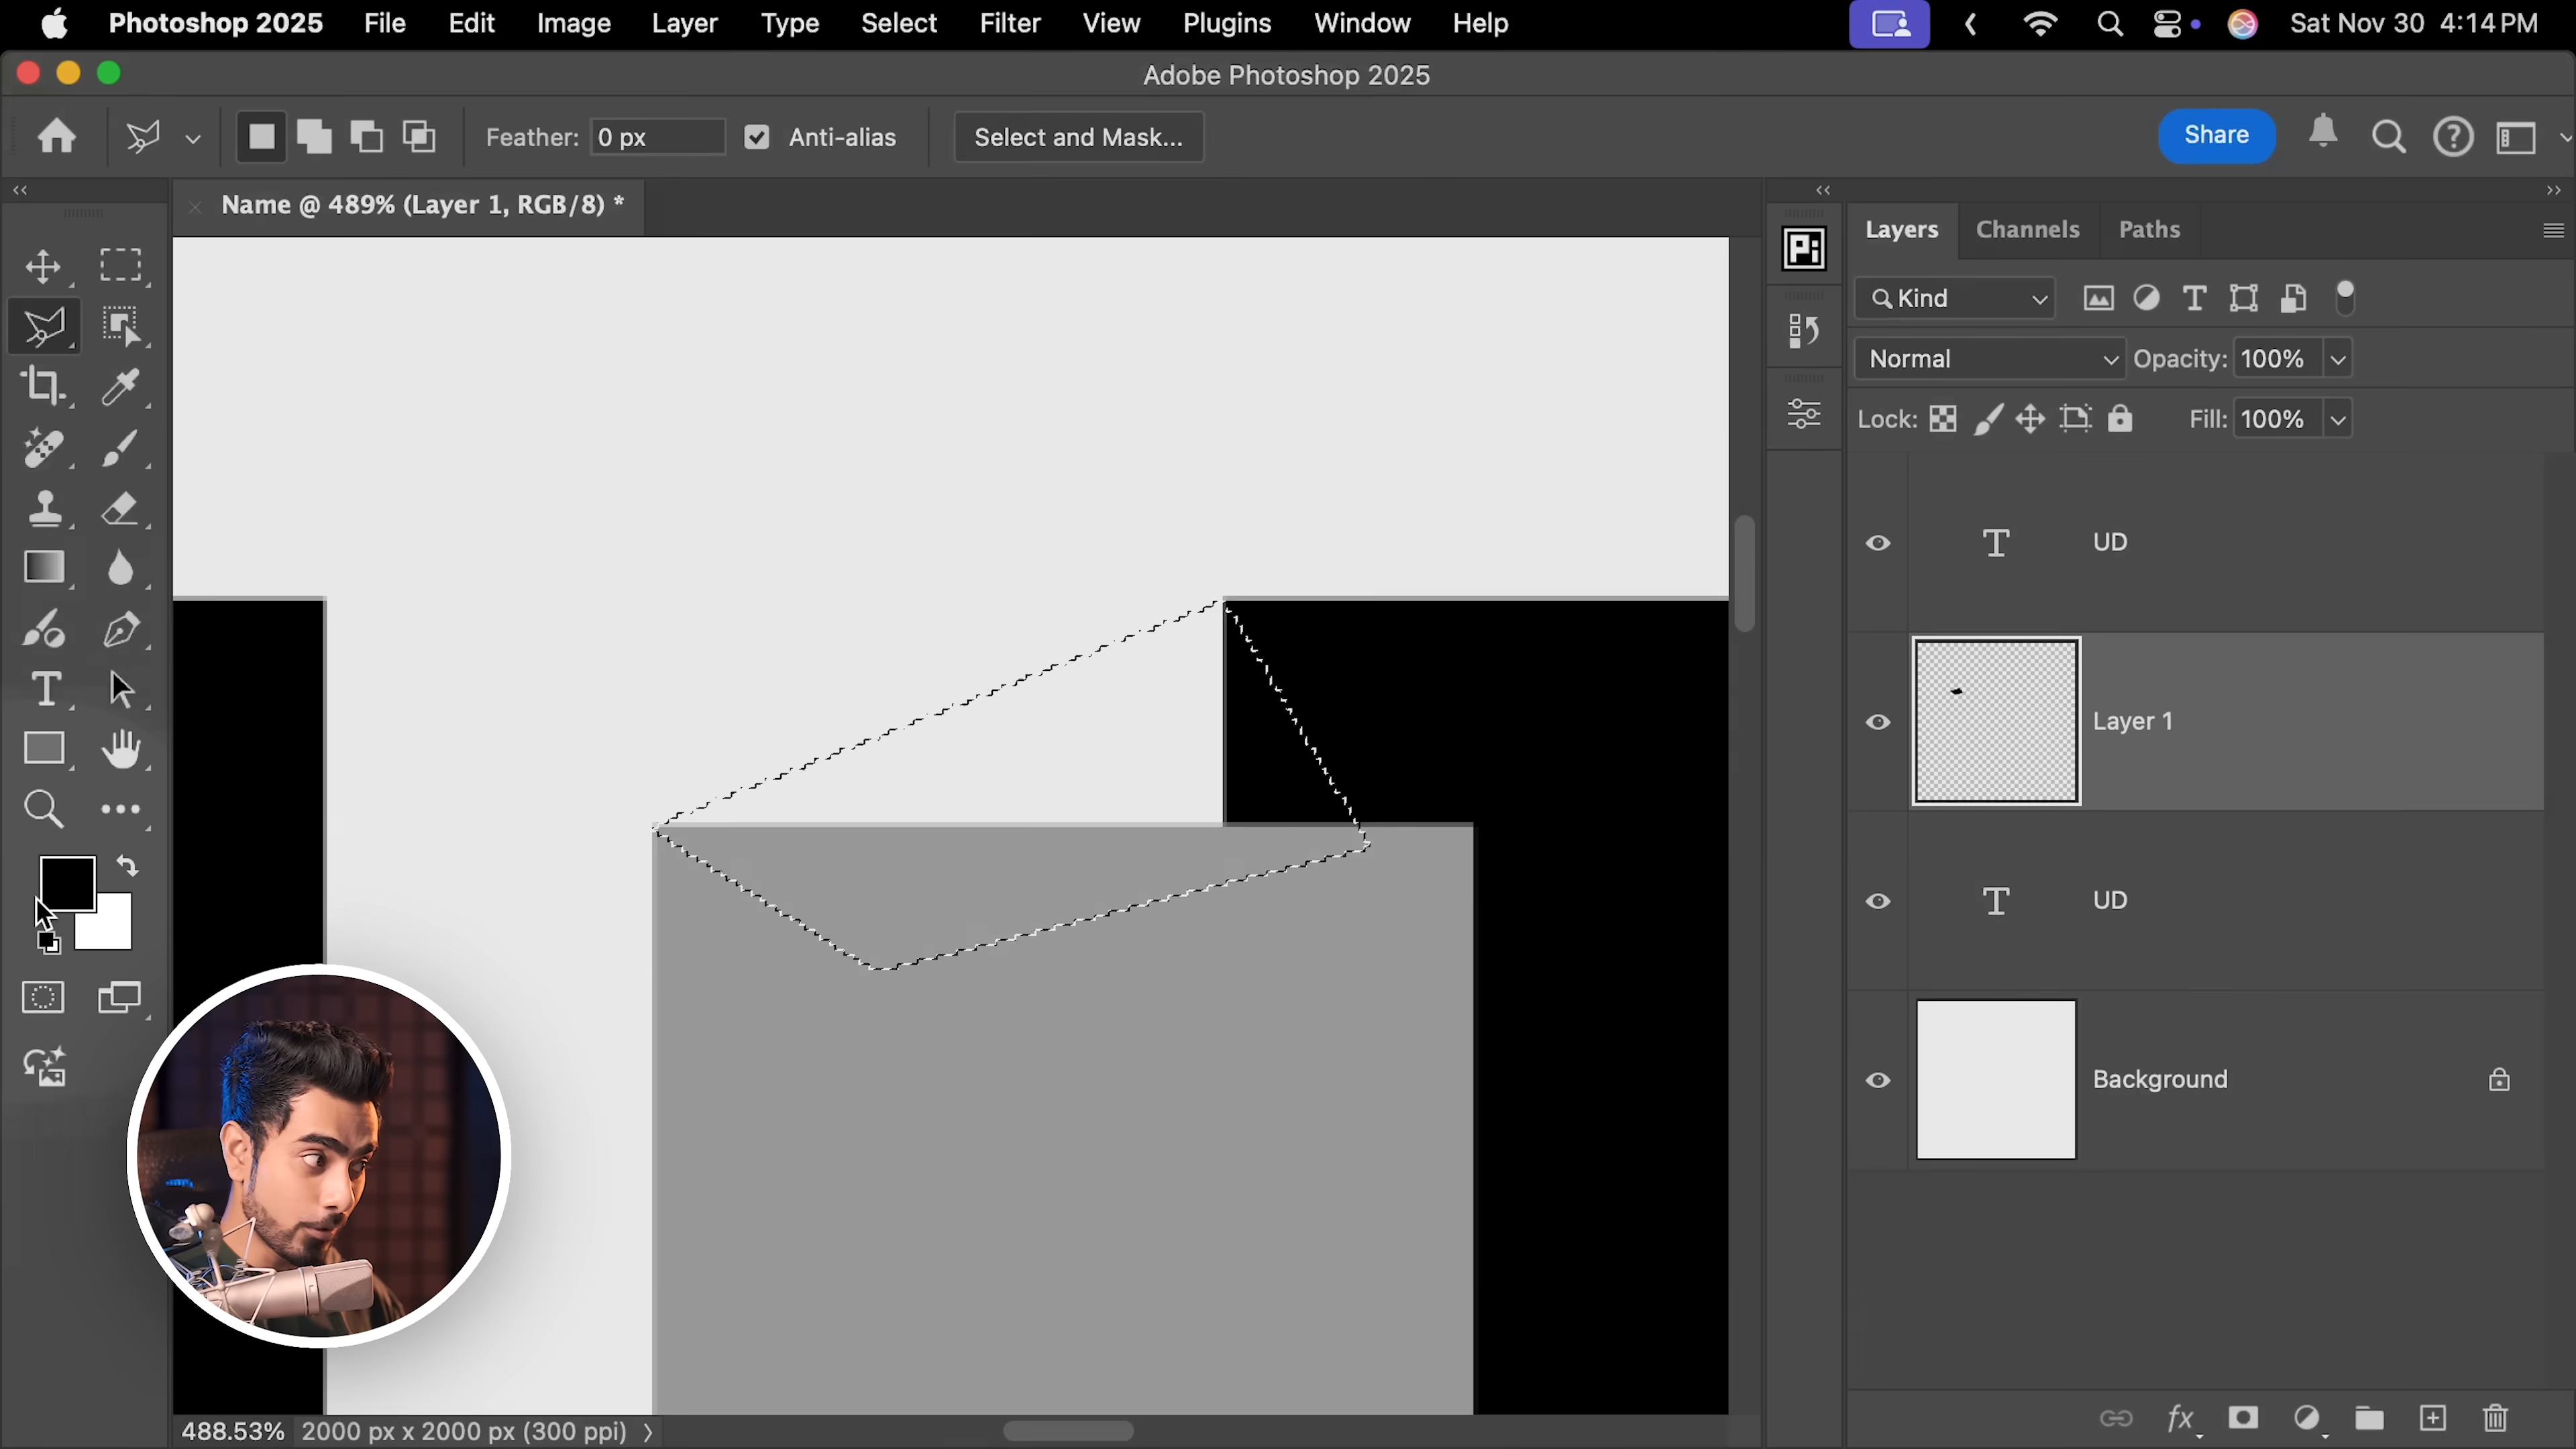 Photoshop 2025 File Edit Image Layer Type Select Filter View Plugins Window Help Sat Nov 30 4:14 PM
Adobe Photoshop 2025
Feather: 0 px Anti-alias Select and Mask... Share
Name @ 489% (Layer 1, RGB/8) *
Layers Channels Paths
Kind
Normal Opacity: 100%
Lock: Fill: 100%
UD
Layer 1
UD
Background
Pi
488.53% 2000 px x 2000 px (300 ppi)
fx